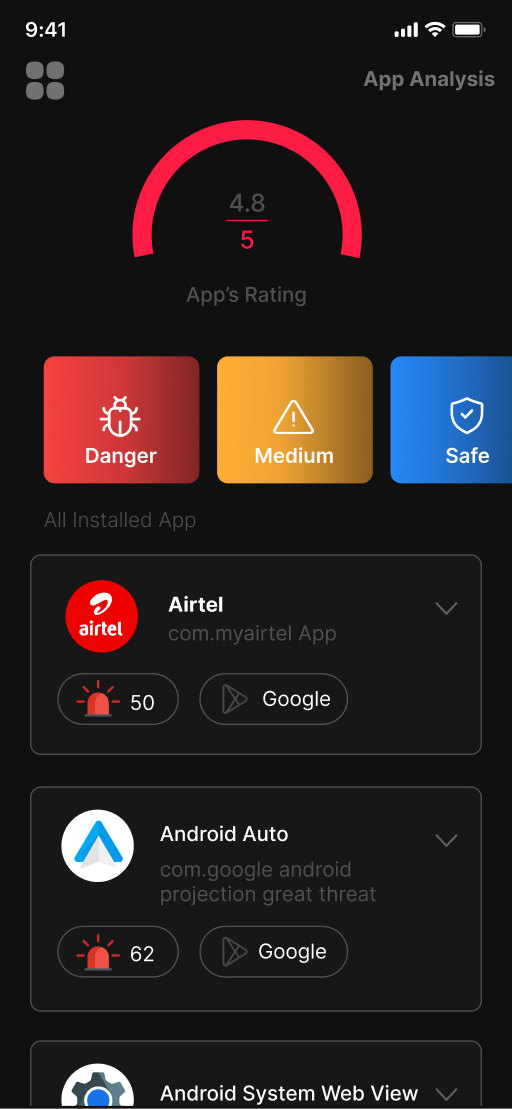 9:41
App Analysis
4.8
5
App's Rating
Danger
Medium
Safe
All Installed App
airtel
Airtel
com.myairtel App
50
Google
Android Auto
com.google android
projection great threat
62
Google
Android System Web View